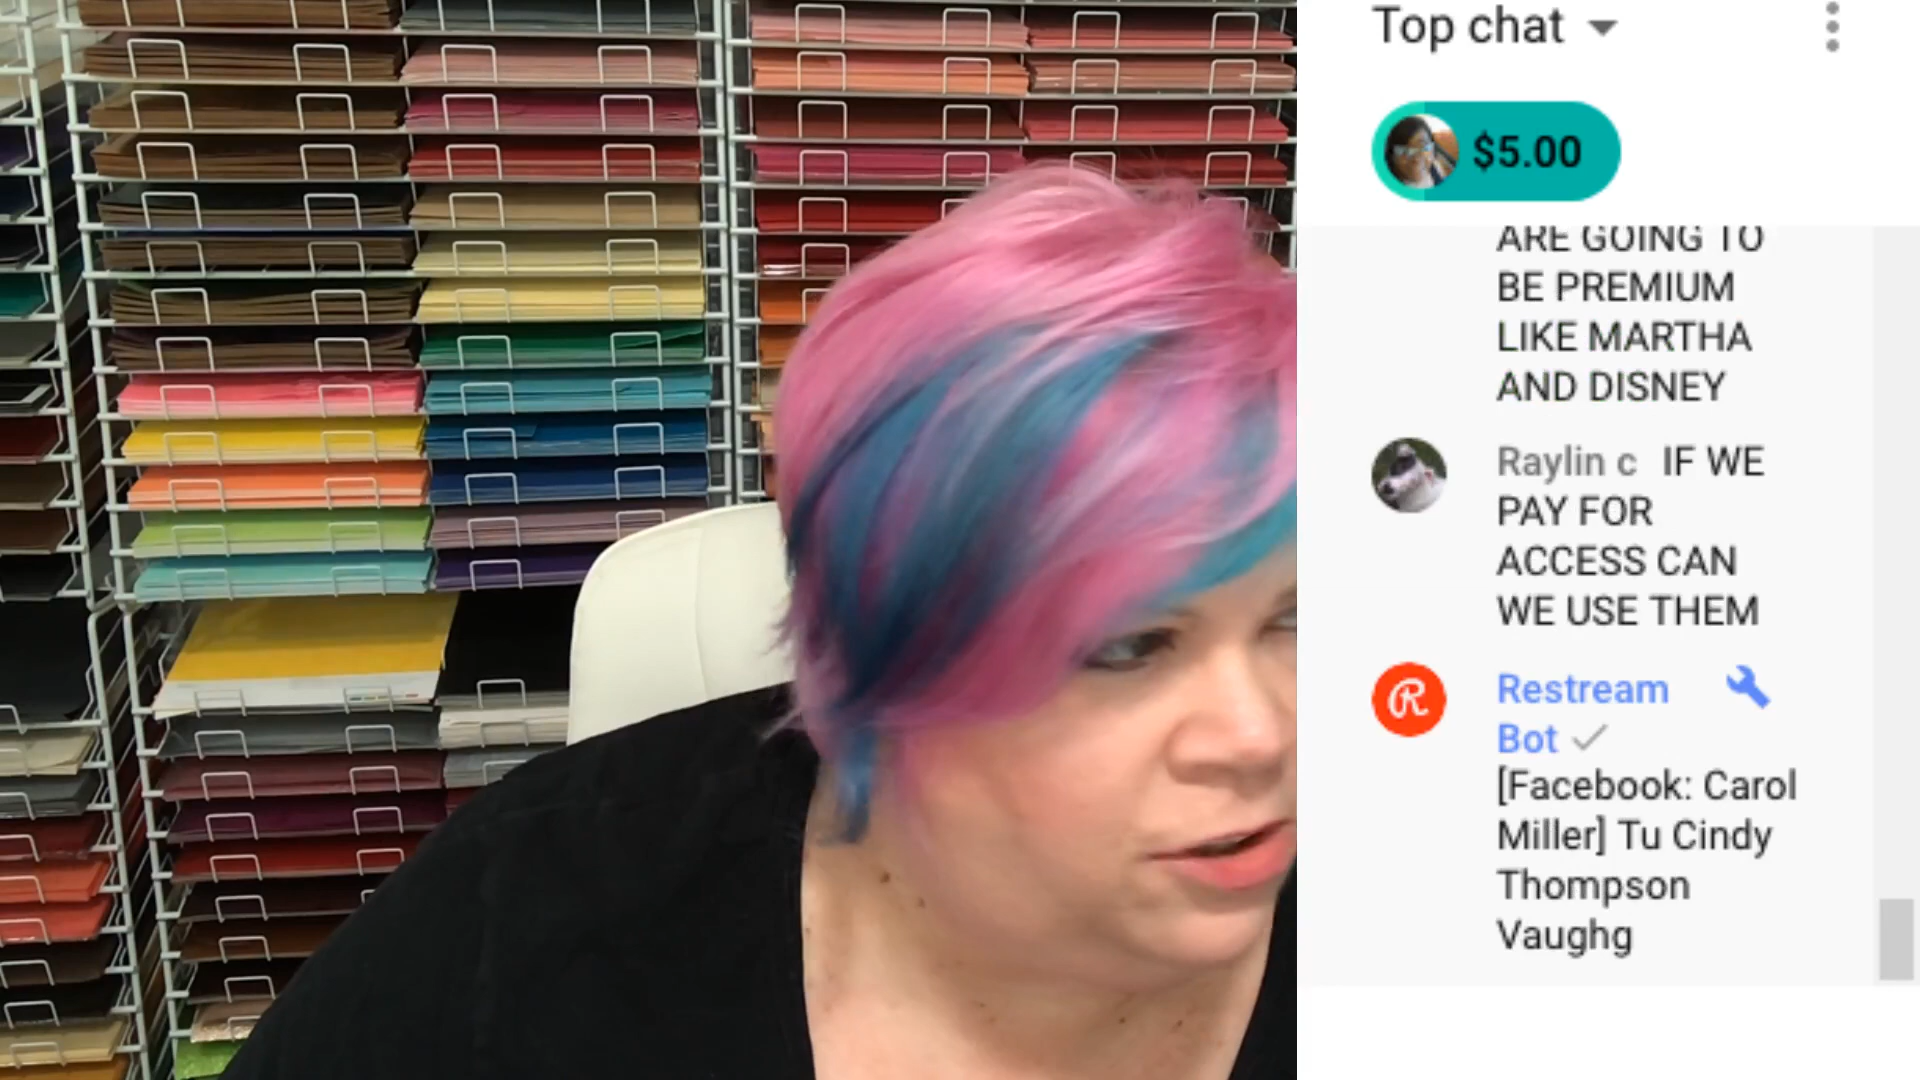 Top chat
$5.00
ARE GOING TO
BE PREMIUM
LIKE MARTHA
AND DISNEY
Raylin c IF WE
PAY FOR
ACCESS CAN
WE USE THEM
Restream
Bot
[Facebook: Carol
Miller] Tu Cindy
Thompson
Vaughg